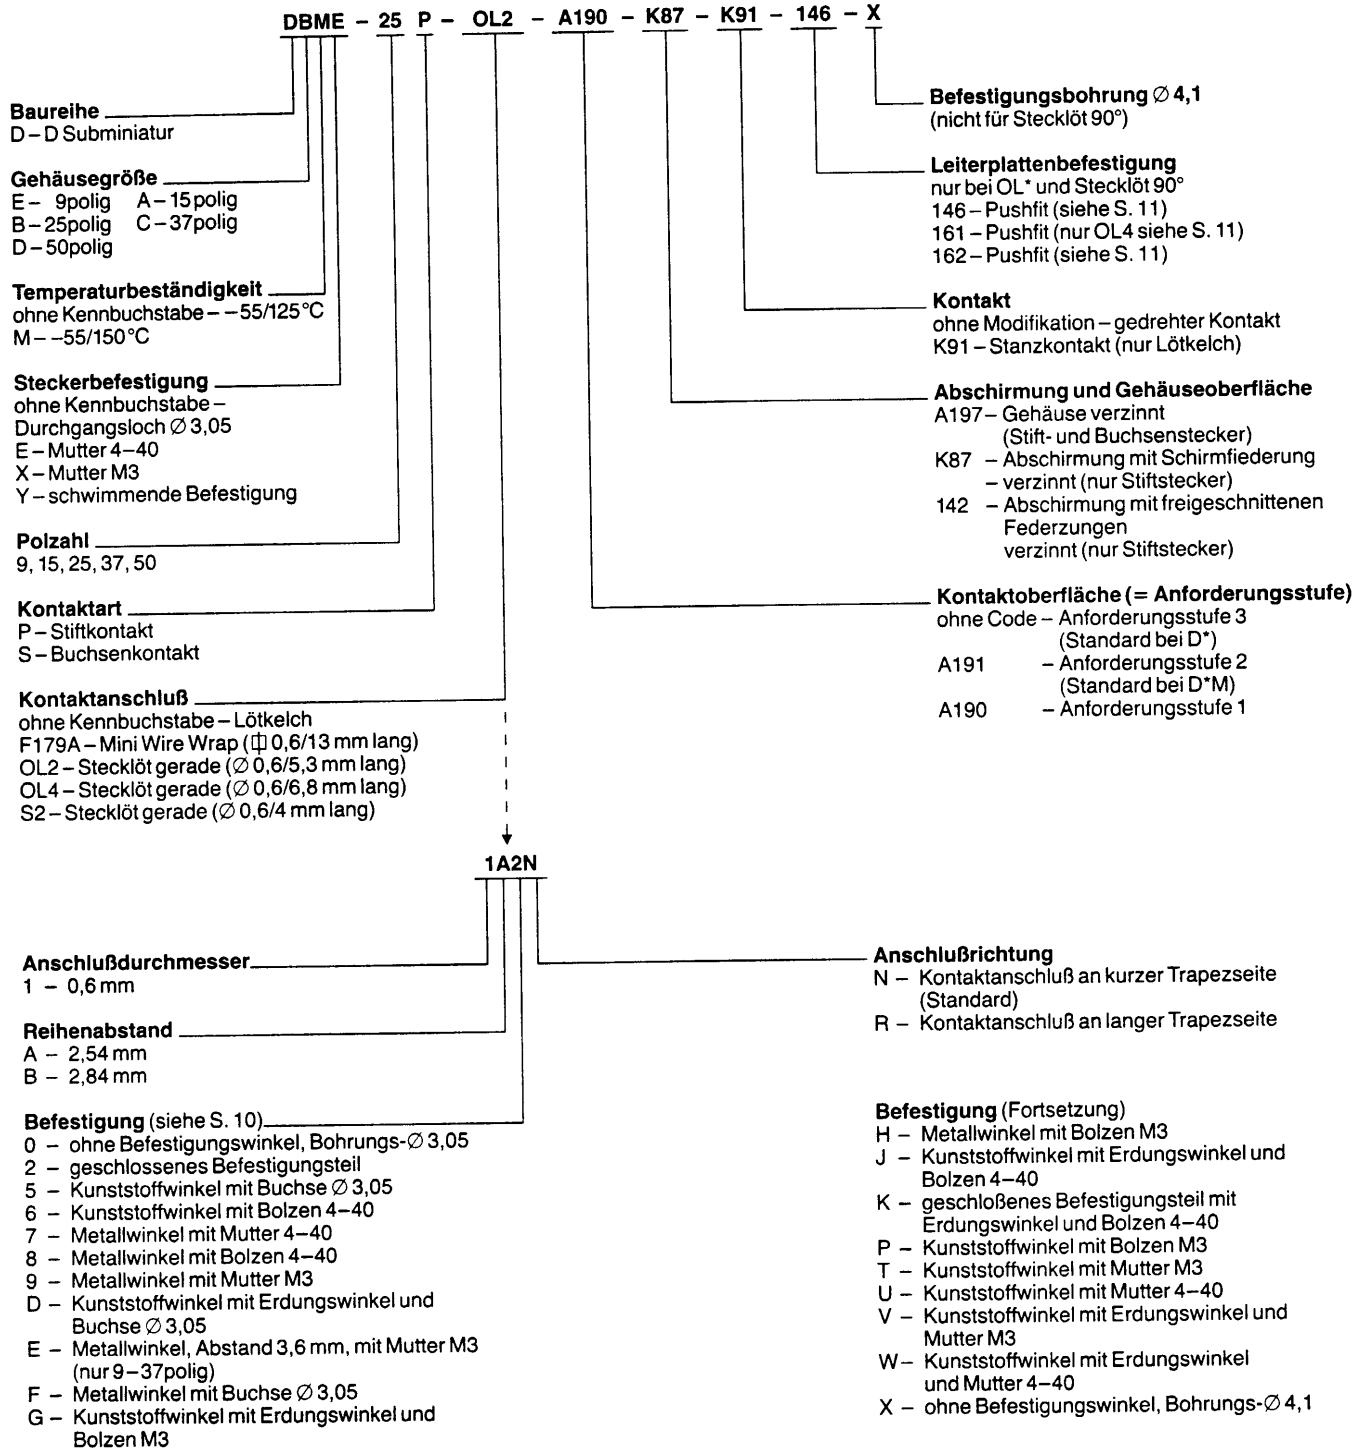 DBME – 25 P – OL2 – A190 – K87 – K91 – 146 – X
Baureihe
D – D Subminiatur
Gehäusegröße
E – 9polig A – 15polig
B – 25polig C – 37polig
D – 50polig
Temperaturbeständigkeit
ohne Kennbuchstabe – –55/125 °C
M – –55/150 °C
Steckerbefestigung
ohne Kennbuchstabe –
Durchgangsloch ∅ 3,05
E – Mutter 4–40
X – Mutter M3
Y – schwimmende Befestigung
Polzahl
9, 15, 25, 37, 50
Kontaktart
P – Stiftkontakt
S – Buchsenkontakt
Kontaktanschluß
ohne Kennbuchstabe – Lötkelch
F179A – Mini Wire Wrap (⎅ 0,6/13 mm lang)
OL2 – Stecklöt gerade (∅ 0,6/5,3 mm lang)
OL4 – Stecklöt gerade (∅ 0,6/6,8 mm lang)
S2 – Stecklöt gerade (∅ 0,6/4 mm lang)
Befestigungsbohrung ∅ 4,1
(nicht für Stecklöt 90°)
Leiterplattenbefestigung
nur bei OL* und Stecklöt 90°
146 – Pushfit (siehe S. 11)
161 – Pushfit (nur OL4 siehe S. 11)
162 – Pushfit (siehe S. 11)
Kontakt
ohne Modifikation – gedrehter Kontakt
K91 – Stanzkontakt (nur Lötkelch)
Abschirmung und Gehäuseoberfläche
A197 – Gehäuse verzinnt
(Stift- und Buchsenstecker)
K87 – Abschirmung mit Schirmfiederung
– verzinnt (nur Stiftstecker)
142 – Abschirmung mit freigeschnittenen
Federzungen
verzinnt (nur Stiftstecker)
Kontaktoberfläche (= Anforderungsstufe)
ohne Code – Anforderungsstufe 3
(Standard bei D*)
A191 – Anforderungsstufe 2
(Standard bei D*M)
A190 – Anforderungsstufe 1
1A2N
Anschlußdurchmesser
1 – 0,6 mm
Reihenabstand
A – 2,54 mm
B – 2,84 mm
Befestigung (siehe S. 10)
0 – ohne Befestigungswinkel, Bohrungs-∅ 3,05
2 – geschlossenes Befestigungsteil
5 – Kunststoffwinkel mit Buchse ∅ 3,05
6 – Kunststoffwinkel mit Bolzen 4–40
7 – Metallwinkel mit Mutter 4–40
8 – Metallwinkel mit Bolzen 4–40
9 – Metallwinkel mit Mutter M3
D – Kunststoffwinkel mit Erdungswinkel und
Buchse ∅ 3,05
E – Metallwinkel, Abstand 3,6 mm, mit Mutter M3
(nur 9–37polig)
F – Metallwinkel mit Buchse ∅ 3,05
G – Kunststoffwinkel mit Erdungswinkel und
Bolzen M3
Anschlußrichtung
N – Kontaktanschluß an kurzer Trapezseite
(Standard)
R – Kontaktanschluß an langer Trapezseite
Befestigung (Fortsetzung)
H – Metallwinkel mit Bolzen M3
J – Kunststoffwinkel mit Erdungswinkel und
Bolzen 4–40
K – geschloßenes Befestigungsteil mit
Erdungswinkel und Bolzen 4–40
P – Kunststoffwinkel mit Bolzen M3
T – Kunststoffwinkel mit Mutter M3
U – Kunststoffwinkel mit Mutter 4–40
V – Kunststoffwinkel mit Erdungswinkel und
Mutter M3
W – Kunststoffwinkel mit Erdungswinkel
und Mutter 4–40
X – ohne Befestigungswinkel, Bohrungs-∅ 4,1